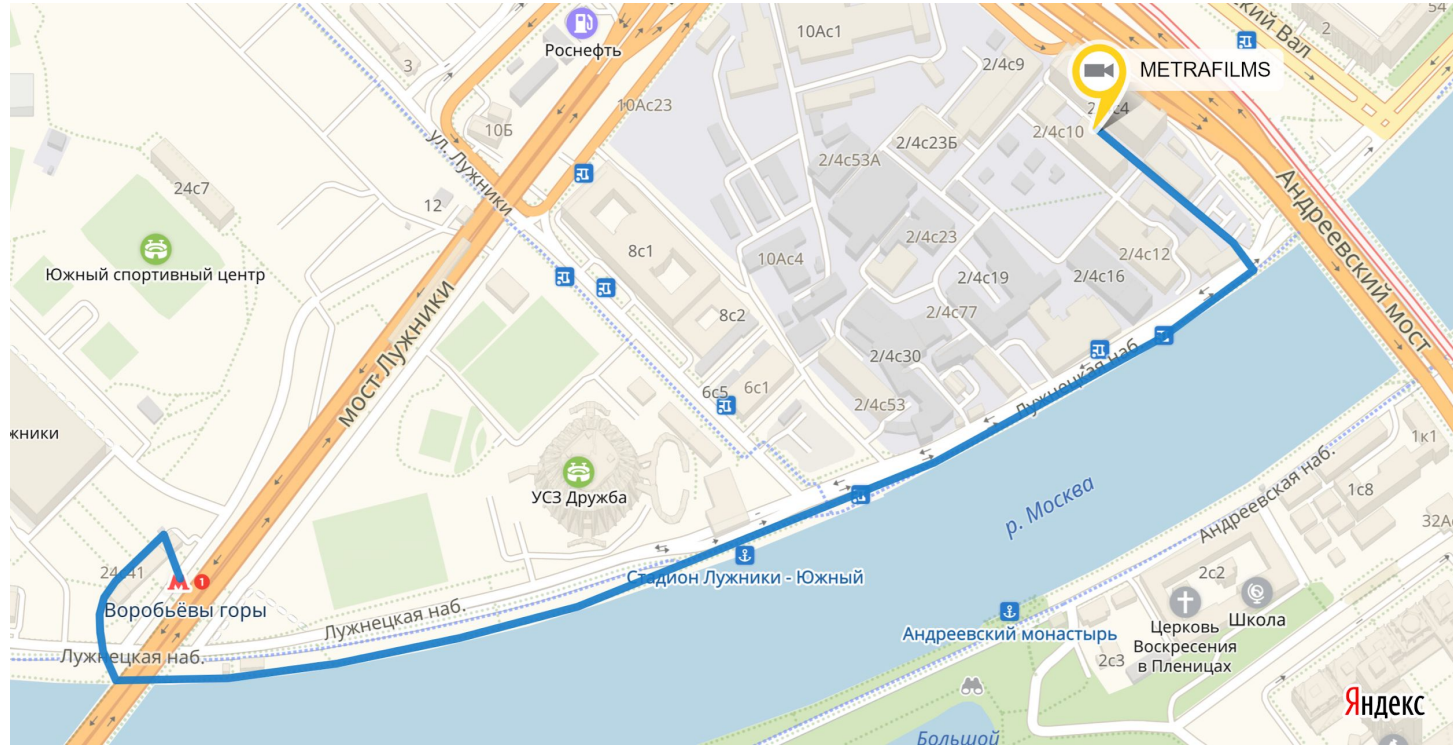 Роснефть
3
10Ас1
54
2
кий Вал
2/4с9
METRAFILMS
10Ас23
10Б
ул. Лужники
2/4с10
2/4с23Б
2/4с53А
24с7
12
Андреевский мост
Южный спортивный центр
8с1
10Ас4
2/4с23
2/4с12
2/4с19
2/4с16
8с2
2/4с77
мост Лужники
2/4с30
Лужнецкая наб.
6с5
6с1
2/4с53
жники
1к1
УСЗ Дружба
р. Москва
Андреевская наб.
1с8
32А
Стадион Лужники - Южный
24с41
1
Воробьёвы горы
2с2
Лужнецкая наб.
Андреевский монастырь
Церковь
Воскресения
в Пленицах
Школа
Лужнецкая наб.
2с3
Яндекс
Большой